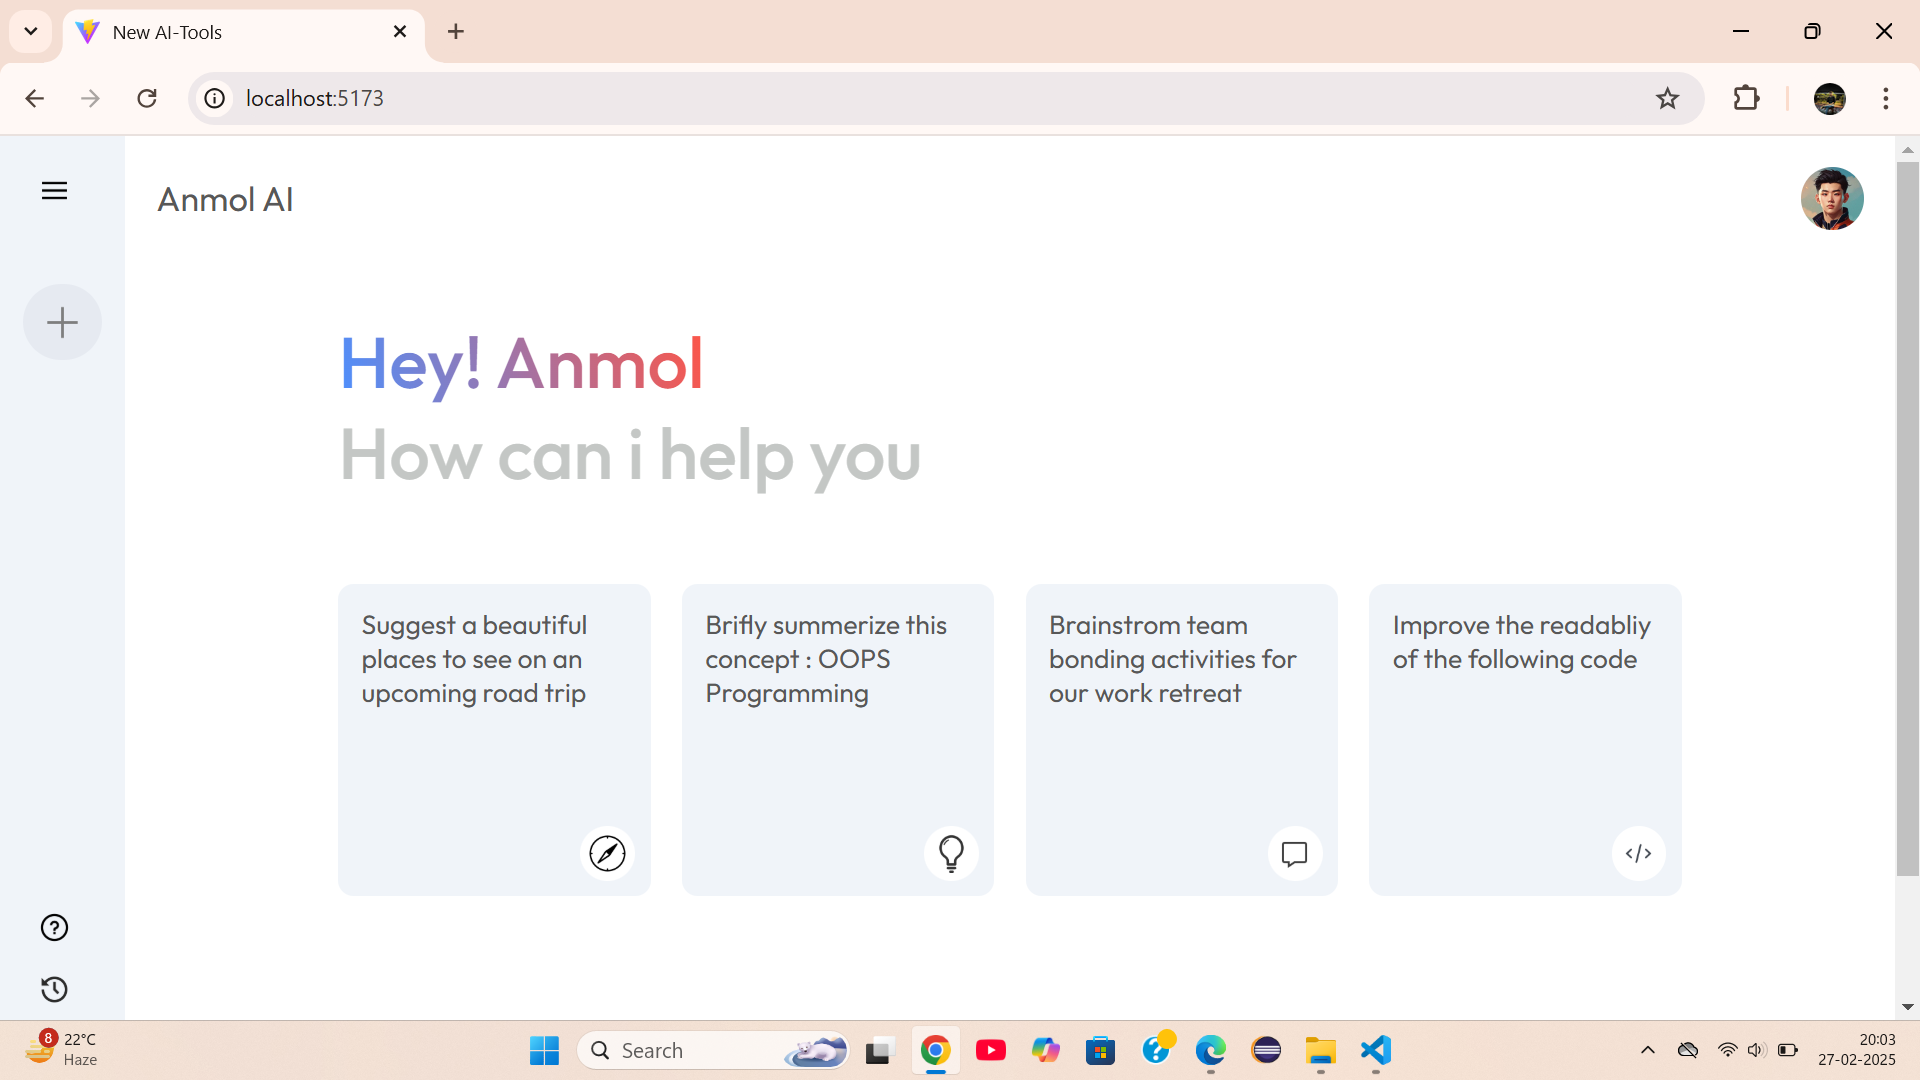 New AI-Tools
localhost:5173
Anmol AI
Hey! Anmol
How can i help you
Suggest a beautiful
places to see on an
upcoming road trip
Brifly summerize this
concept : OOPS
Programming
Brainstrom team
bonding activities for
our work retreat
Improve the readabliy
of the following code
8
22°C
Haze
Search
20:03
27-02-2025